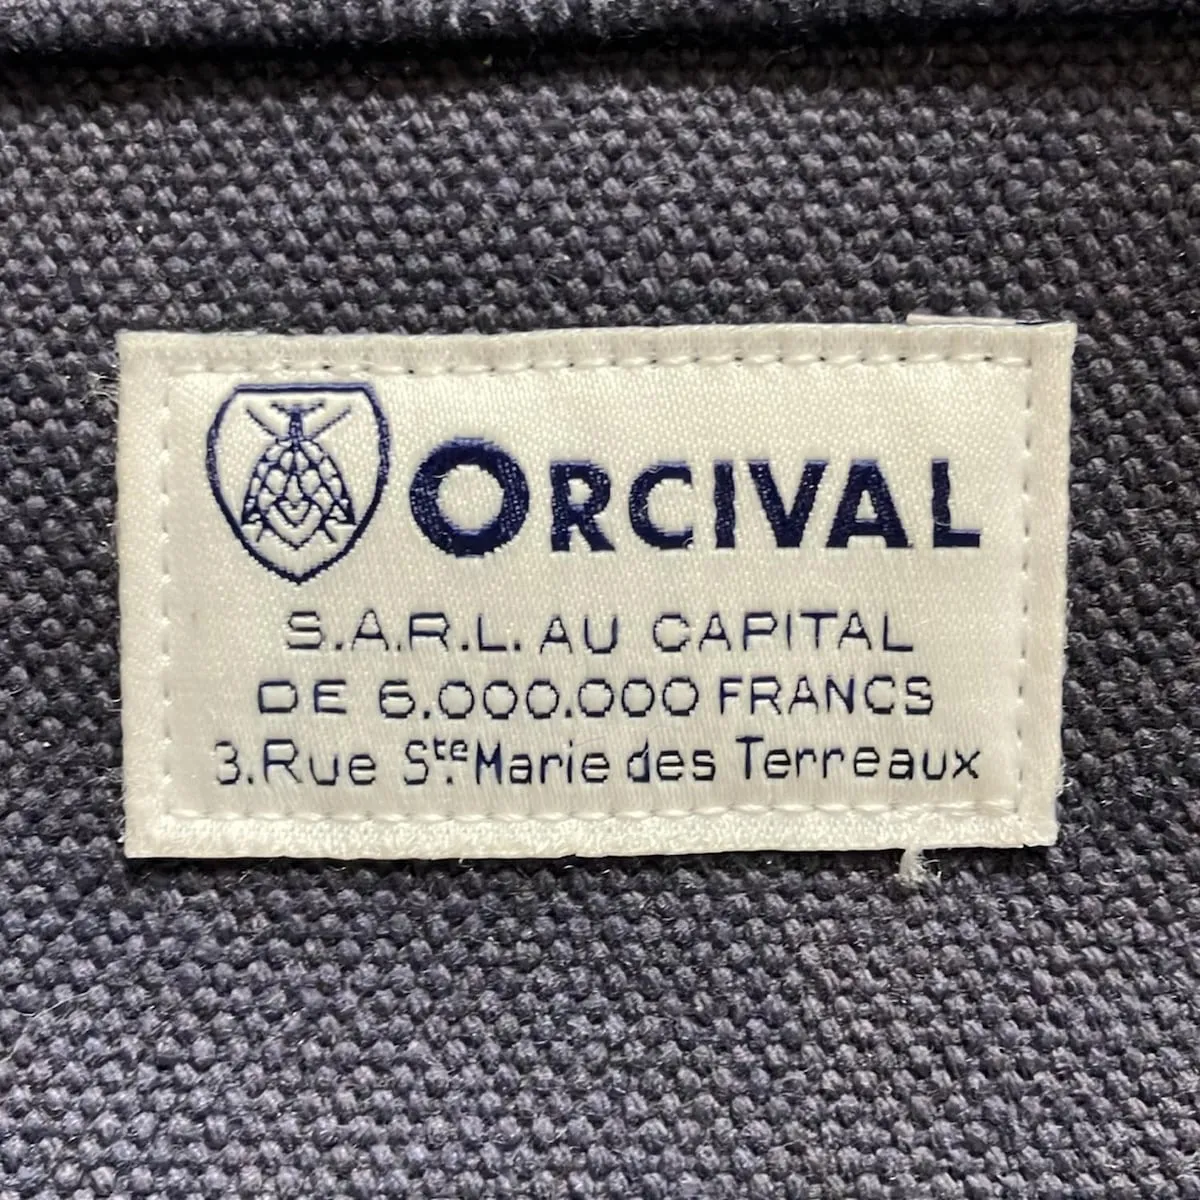 ORCIVAL
S.A.R.L. AU CAPITAL
DE 6.000.000 FRANCS
3.Rue Ste.Marie des Terreaux